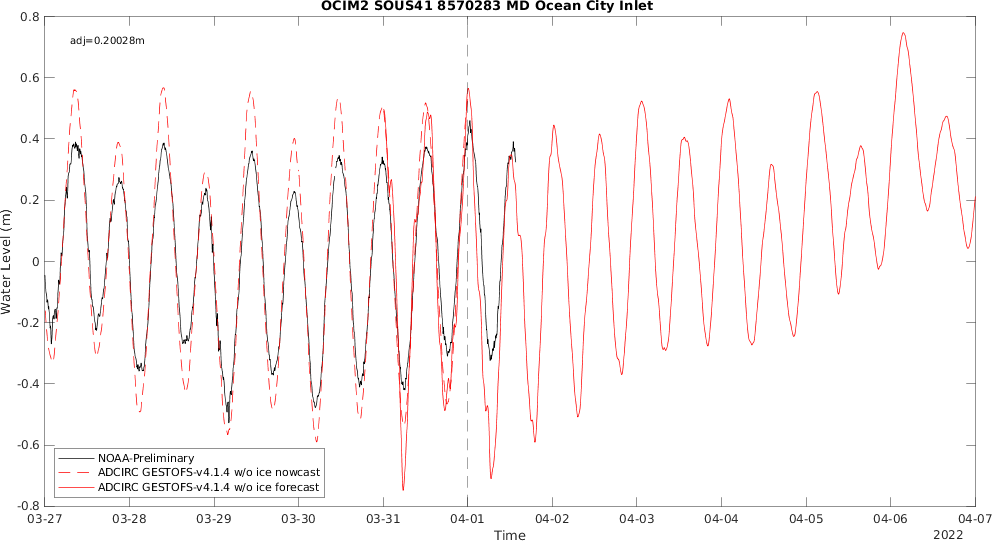 OCIM2 SOUS41 8570283 MD Ocean City Inlet
adj=0.20028m
0.8
0.6
0.4
0.2
0
-0.2
-0.4
-0.6
-0.8
Water Level (m)
NOAA-Preliminary
ADCIRC GESTOFS-v4.1.4 w/o ice nowcast
ADCIRC GESTOFS-v4.1.4 w/o ice forecast
03-27 03-28 03-29 03-30 03-31 04-01 04-02 04-03 04-04 04-05 04-06 04-07
Time
2022